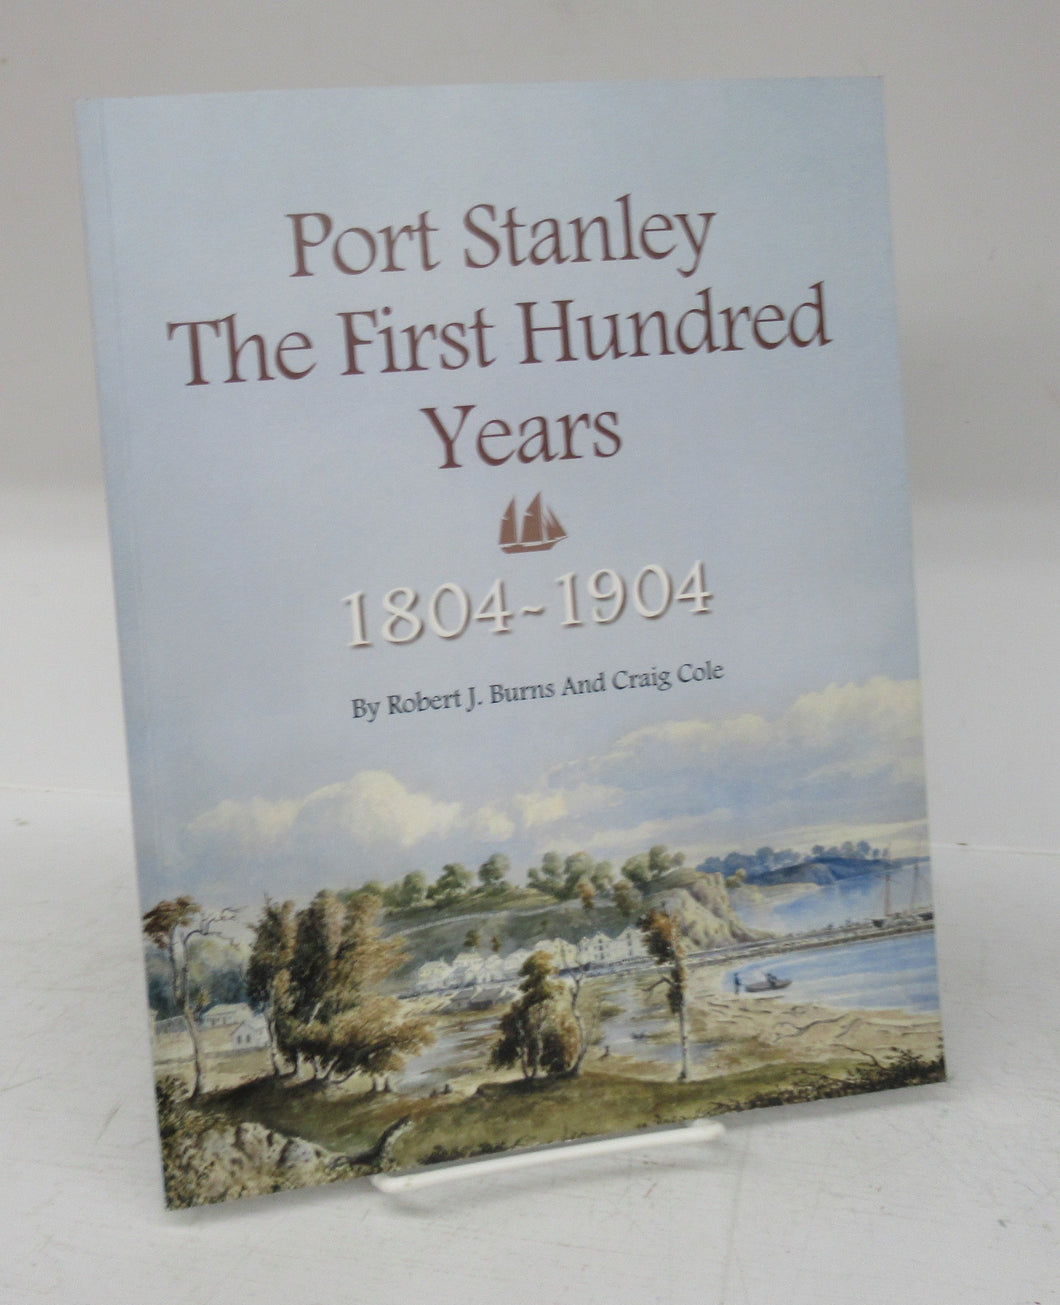 Port Stanley
The First Hundred
Years
1804~1904
By Robert J. Burns And Craig Cole